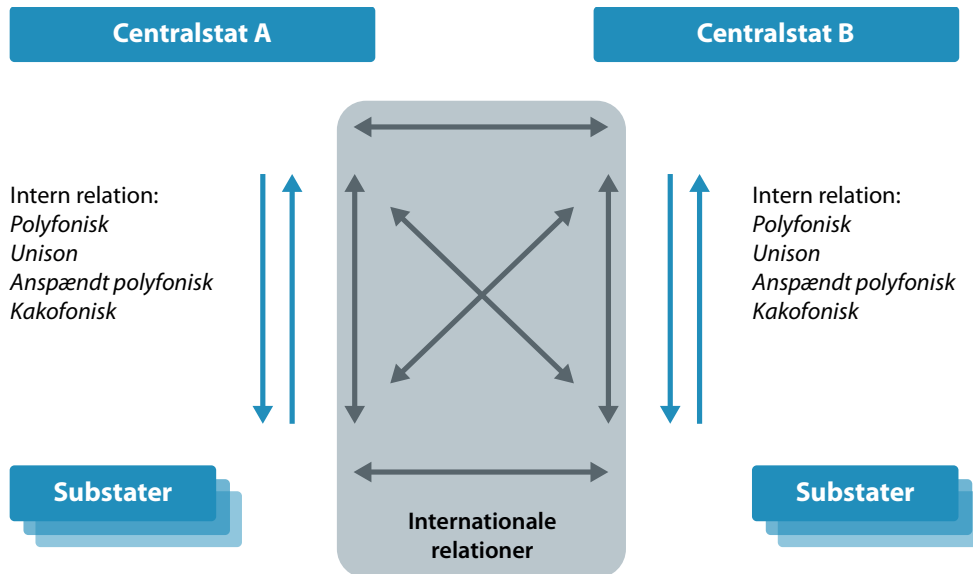 Centralstat A
Centralstat B
Intern relation:
Polyfonisk
Unison
Anspændt polyfonisk
Kakofonisk
Intern relation:
Polyfonisk
Unison
Anspændt polyfonisk
Kakofonisk
Substater
Internationale
relationer
Substater